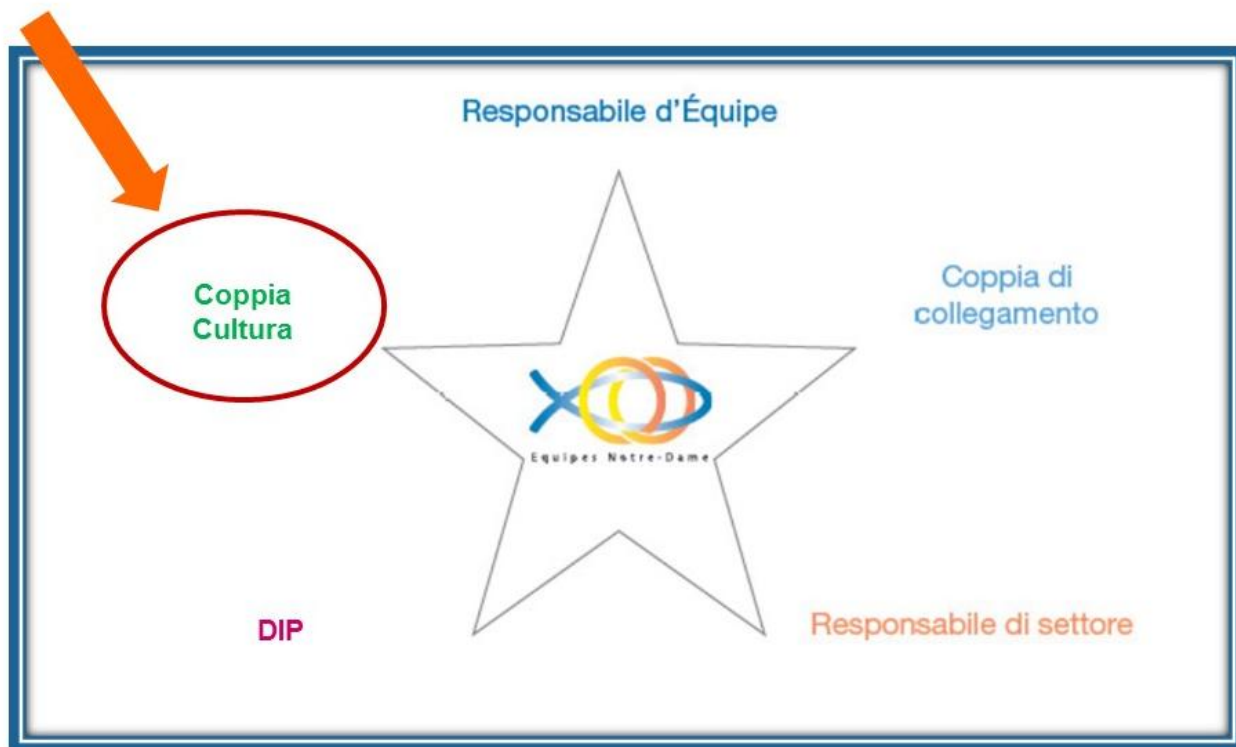 Responsabile d'Équipe
Coppia
Cultura
Coppia di
collegamento
Equipes Notre-Dame
DIP
Responsabile di settore